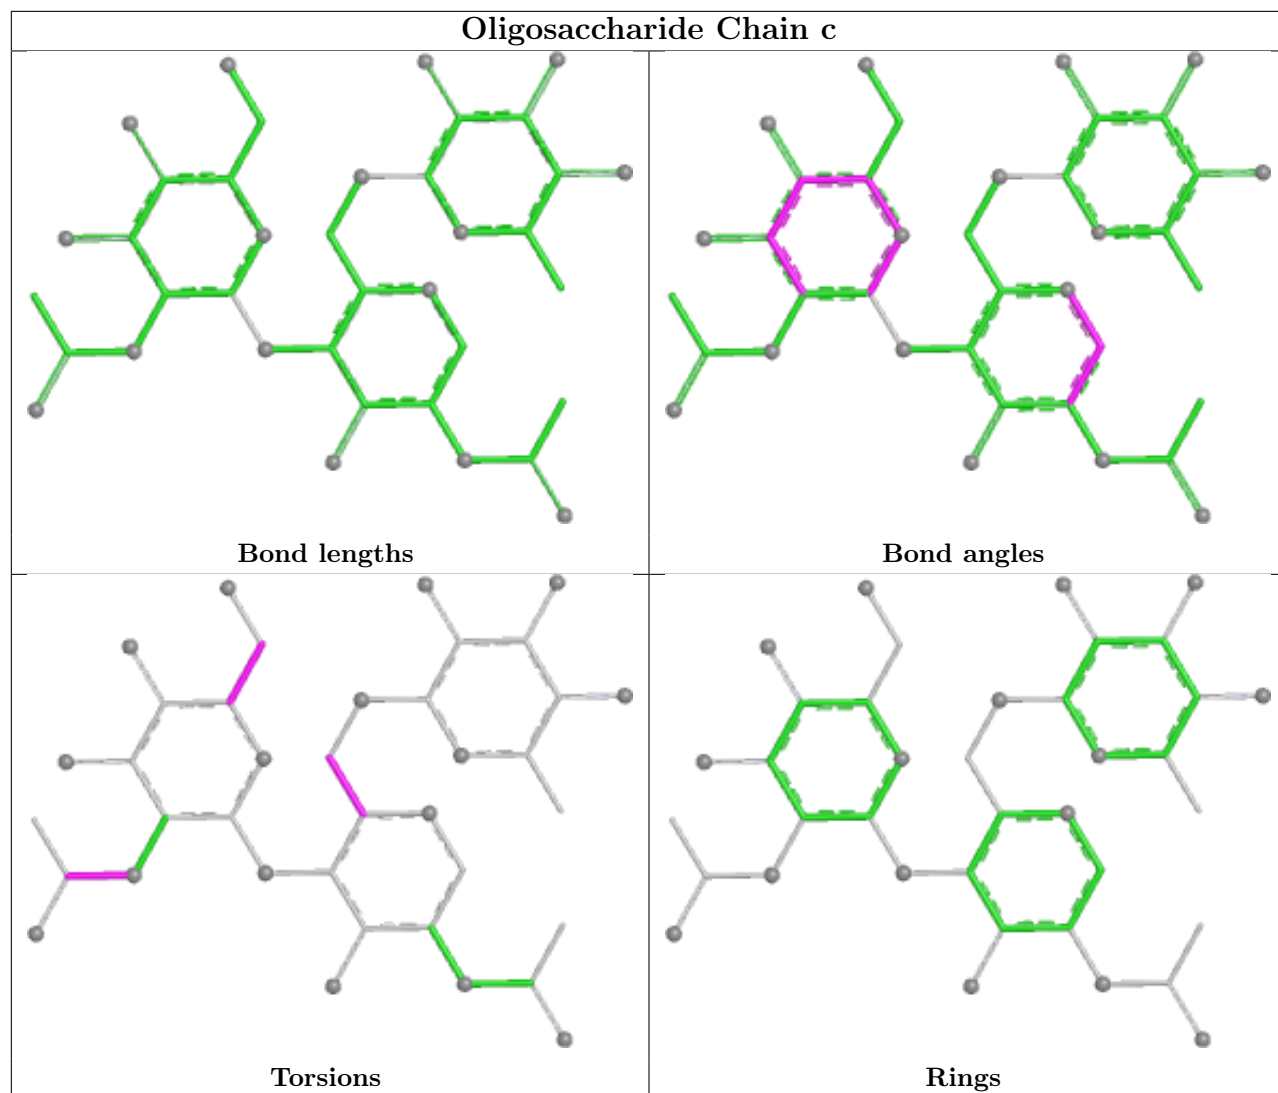 Oligosaccharide Chain c
Bond lengths
Bond angles
Torsions
Rings